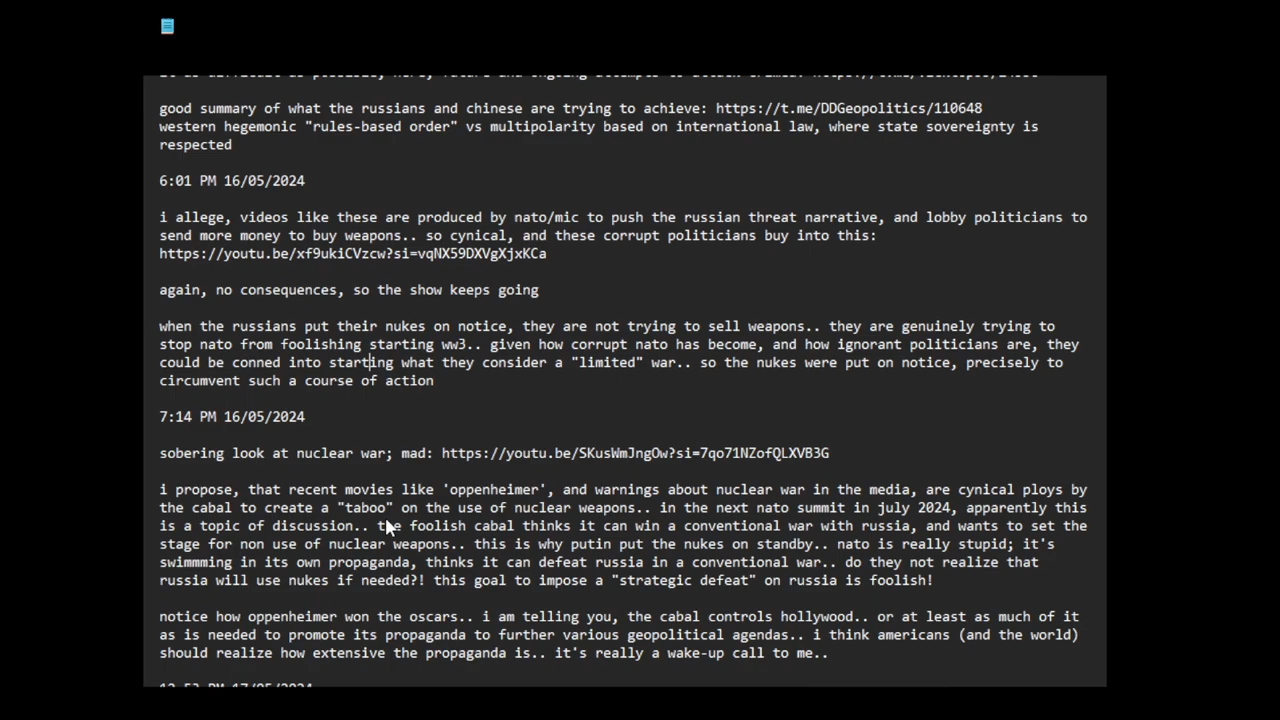 good summary of what the russians and chinese are trying to achieve: https://t.me/DDGeopolitics/110648
western hegemonic "rules-based order" vs multipolarity based on international law, where state sovereignty is
respected
6:01 PM 16/05/2024
i allege, videos like these are produced by nato/mic to push the russian threat narrative, and lobby politicians to
send more money to buy weapons.. so cynical, and these corrupt politicians buy into this:
https://youtu.be/xf9ukiCVzcw?si=vqNX59DXVgXjxKCa
again, no consequences, so the show keeps going
when the russians put their nukes on notice, they are not trying to sell weapons.. they are genuinely trying to
stop nato from foolishing starting ww3.. given how corrupt nato has become, and how ignorant politicians are, they
could be conned into starting what they consider a "limited" war.. so the nukes were put on notice, precisely to
circumvent such a course of action
7:14 PM 16/05/2024
sobering look at nuclear war; mad: https://youtu.be/SKusWmJngOw?si=7qo71NZofQLXVB3G
i propose, that recent movies like 'oppenheimer', and warnings about nuclear war in the media, are cynical ploys by
the cabal to create a "taboo" on the use of nuclear weapons.. in the next nato summit in july 2024, apparently this
is a topic of discussion.. the foolish cabal thinks it can win a conventional war with russia, and wants to set the
stage for non use of nuclear weapons.. this is why putin put the nukes on standby.. nato is really stupid; it's
swimmming in its own propaganda, thinks it can defeat russia in a conventional war.. do they not realize that
russia will use nukes if needed?! this goal to impose a "strategic defeat" on russia is foolish!
notice how oppenheimer won the oscars.. i am telling you, the cabal controls hollywood.. or at least as much of it
as is needed to promote its propaganda to further various geopolitical agendas.. i think americans (and the world)
should realize how extensive the propaganda is.. it's really a wake-up call to me..